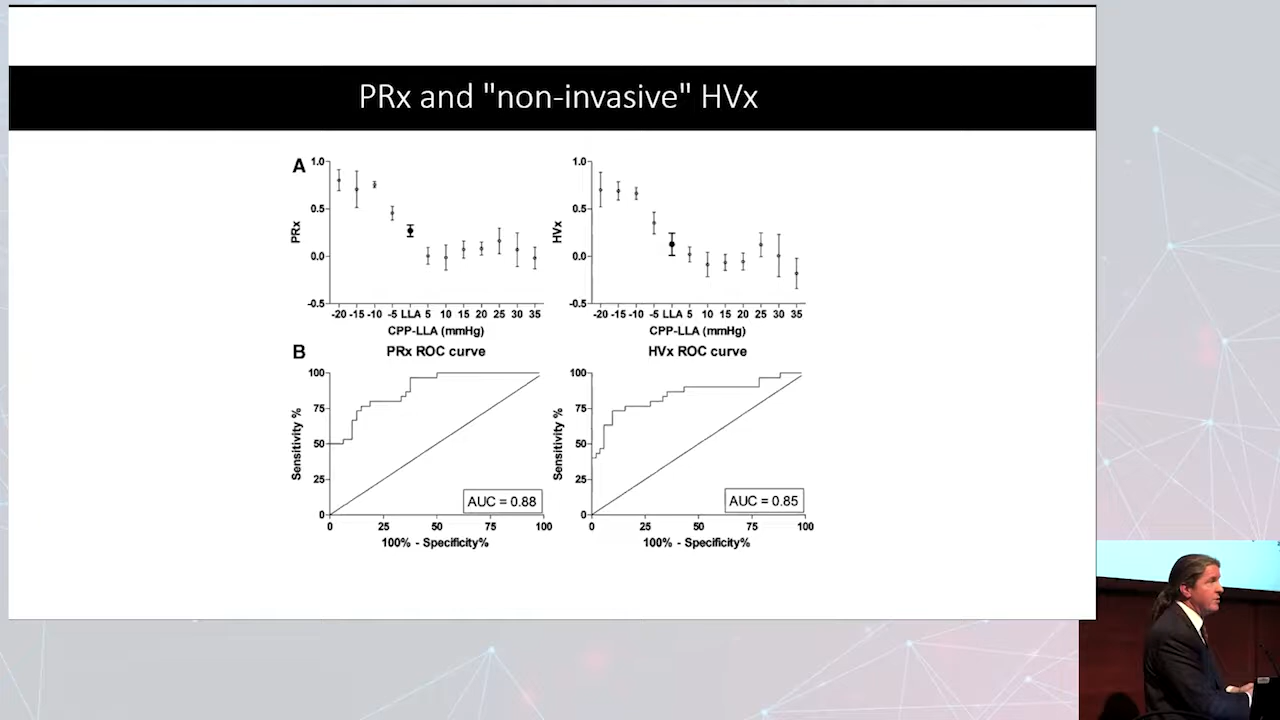 PRx and "non-invasive" HVx
A
1.0
0.5
0.0
-0.5
PRx
-20 -15 -10 -5 LLA 5 10 15 20 25 30 35
CPP-LLA (mmHg)
1.0
0.5
0.0
-0.5
HVx
-20 -15 -10 -5 LLA 5 10 15 20 25 30 35
CPP-LLA (mmHg)
B
PRx ROC curve
100
75
50
25
0
Sensitivity %
AUC = 0.88
0 25 50 75 100
100% - Specificity%
HVx ROC curve
100
75
50
25
0
Sensitivity %
AUC = 0.85
0 25 50 75 100
100% - Specificity%